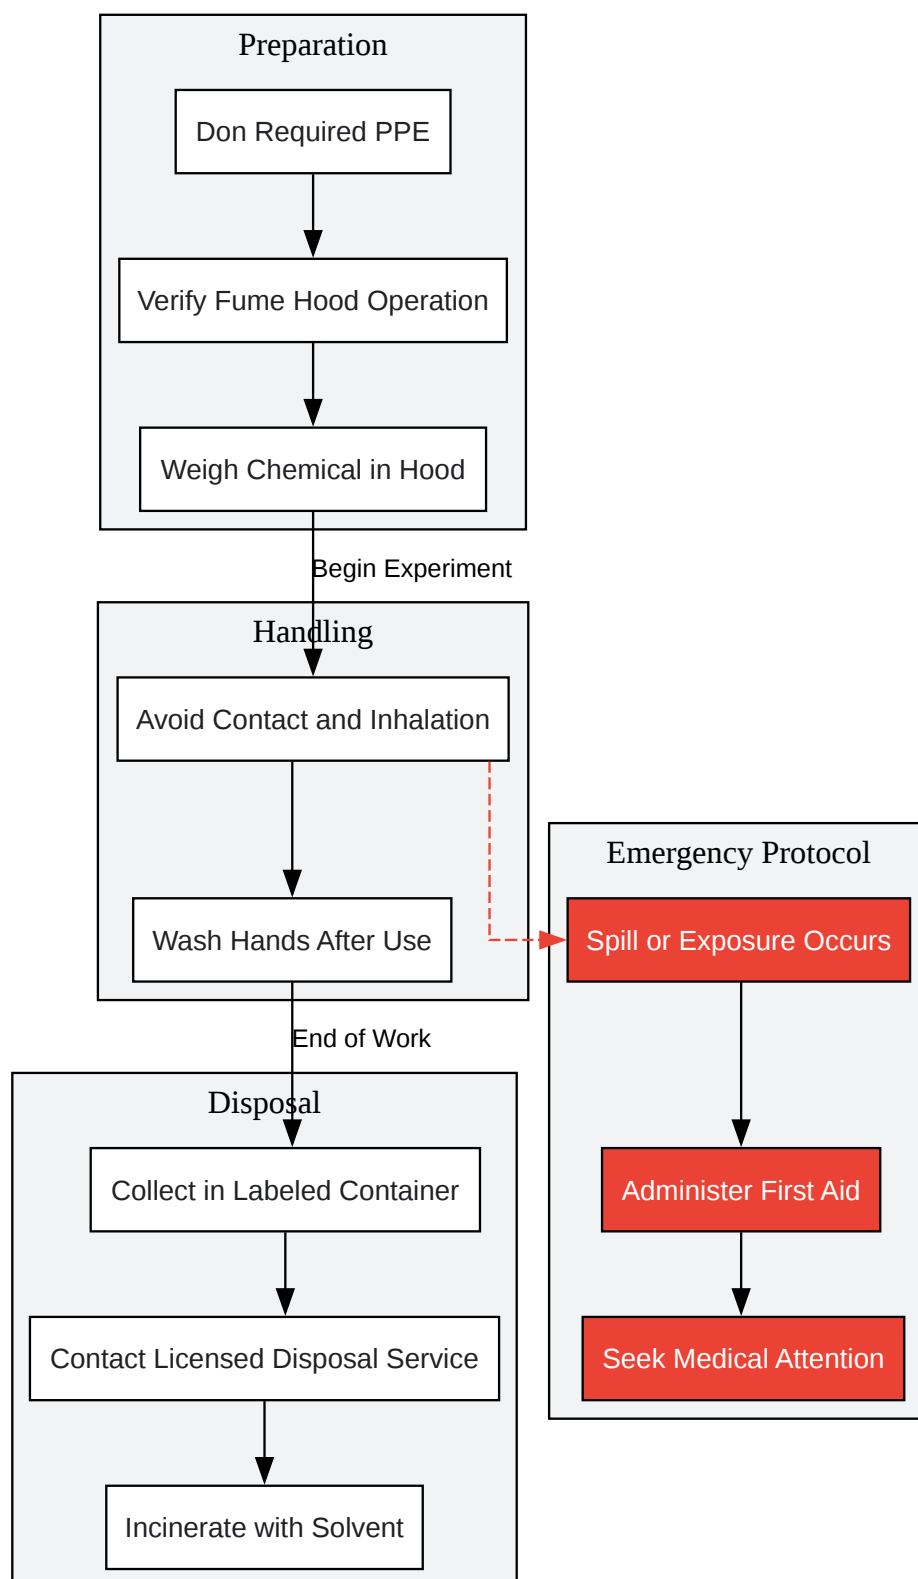 Preparation
Don Required PPE
Verify Fume Hood Operation
Weigh Chemical in Hood
Begin Experiment
Handling
Avoid Contact and Inhalation
Wash Hands After Use
End of Work
Disposal
Collect in Labeled Container
Contact Licensed Disposal Service
Incinerate with Solvent
Emergency Protocol
Spill or Exposure Occurs
Administer First Aid
Seek Medical Attention